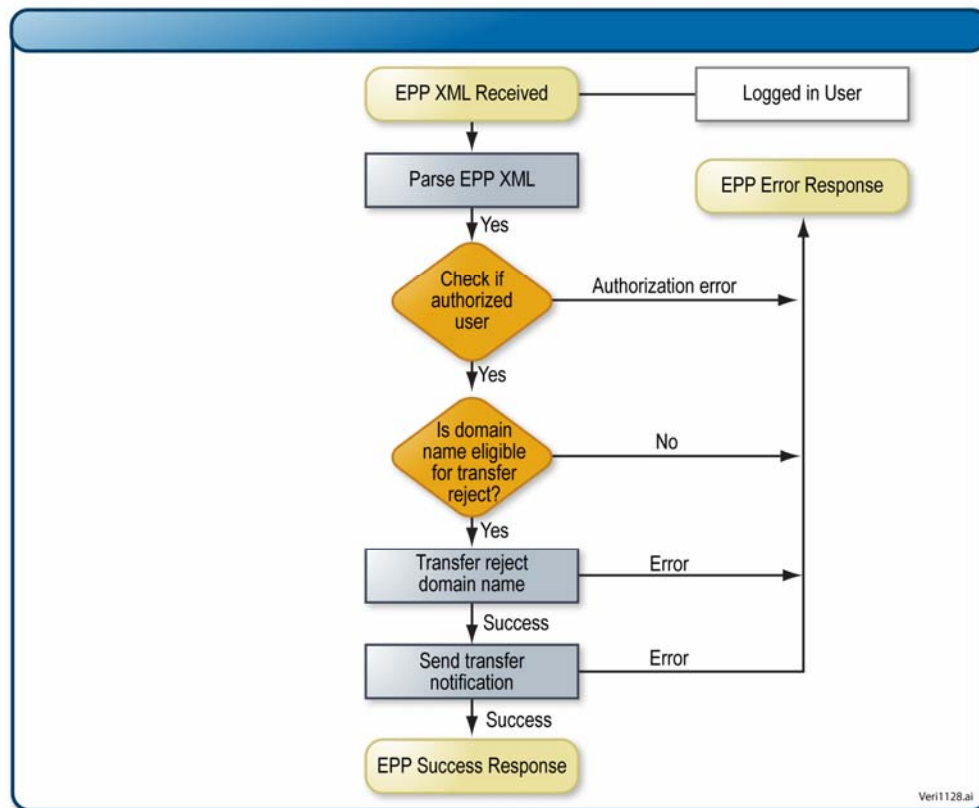 EPP XML Received
Logged in User
Parse EPP XML
EPP Error Response
Yes
Check if
authorized
user
Authorization error
Yes
Is domain
name eligible
for transfer
reject?
No
Yes
Transfer reject
domain name
Error
Success
Send transfer
notification
Error
Success
EPP Success Response
Veri1128.ai